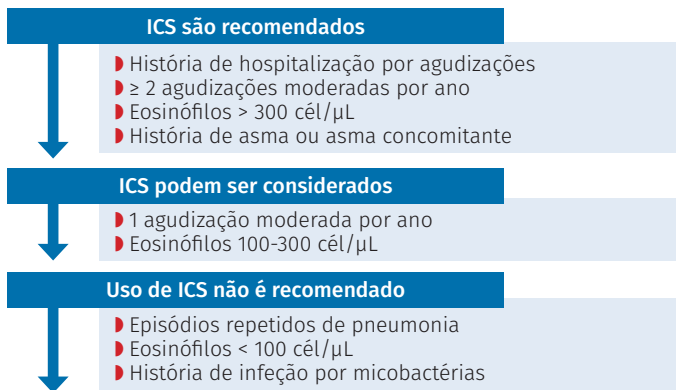 ICS são recomendados
◗ História de hospitalização por agudizações
◗ ≥ 2 agudizações moderadas por ano
◗ Eosinófilos > 300 cél/µL
◗ História de asma ou asma concomitante
ICS podem ser considerados
◗ 1 agudização moderada por ano
◗ Eosinófilos 100-300 cél/µL
Uso de ICS não é recomendado
◗ Episódios repetidos de pneumonia
◗ Eosinófilos < 100 cél/µL
◗ História de infeção por micobactérias